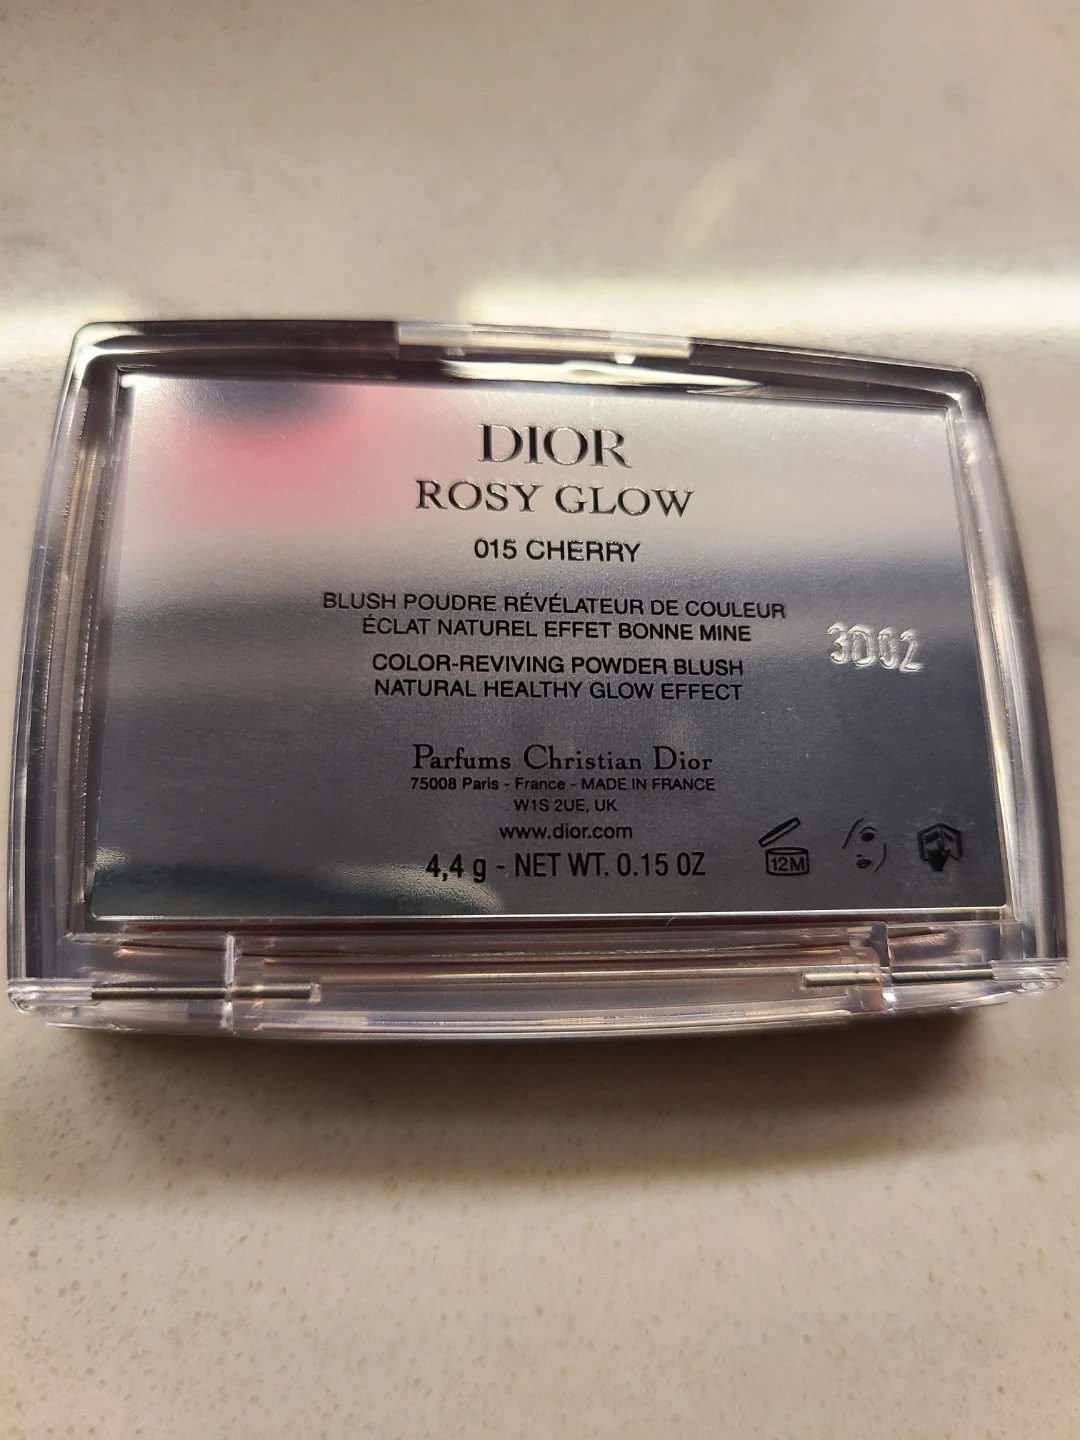 DIOR
ROSY GLOW
015 CHERRY
BLUSH POUDRE RÉVÉLATEUR DE COULEUR
ÉCLAT NATUREL EFFET BONNE MINE
3D02
COLOR-REVIVING POWDER BLUSH
NATURAL HEALTHY GLOW EFFECT
Parfums Christian Dior
75008 Paris - France - MADE IN FRANCE
W1S 2UE, UK
www.dior.com
4,4 g - NET WT. 0.15 OZ
12M